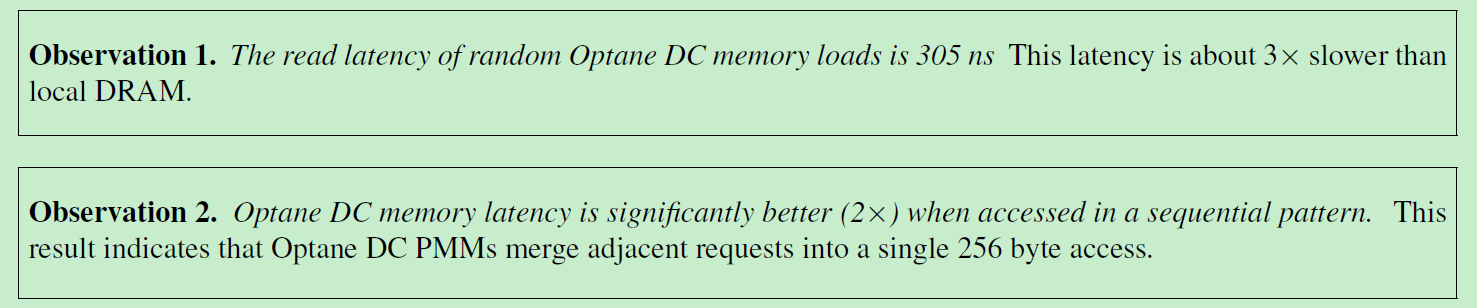 Observation 1. The read latency of random Optane DC memory loads is 305 ns This latency is about 3× slower than
local DRAM.
Observation 2. Optane DC memory latency is significantly better (2×) when accessed in a sequential pattern. This
result indicates that Optane DC PMMs merge adjacent requests into a single 256 byte access.